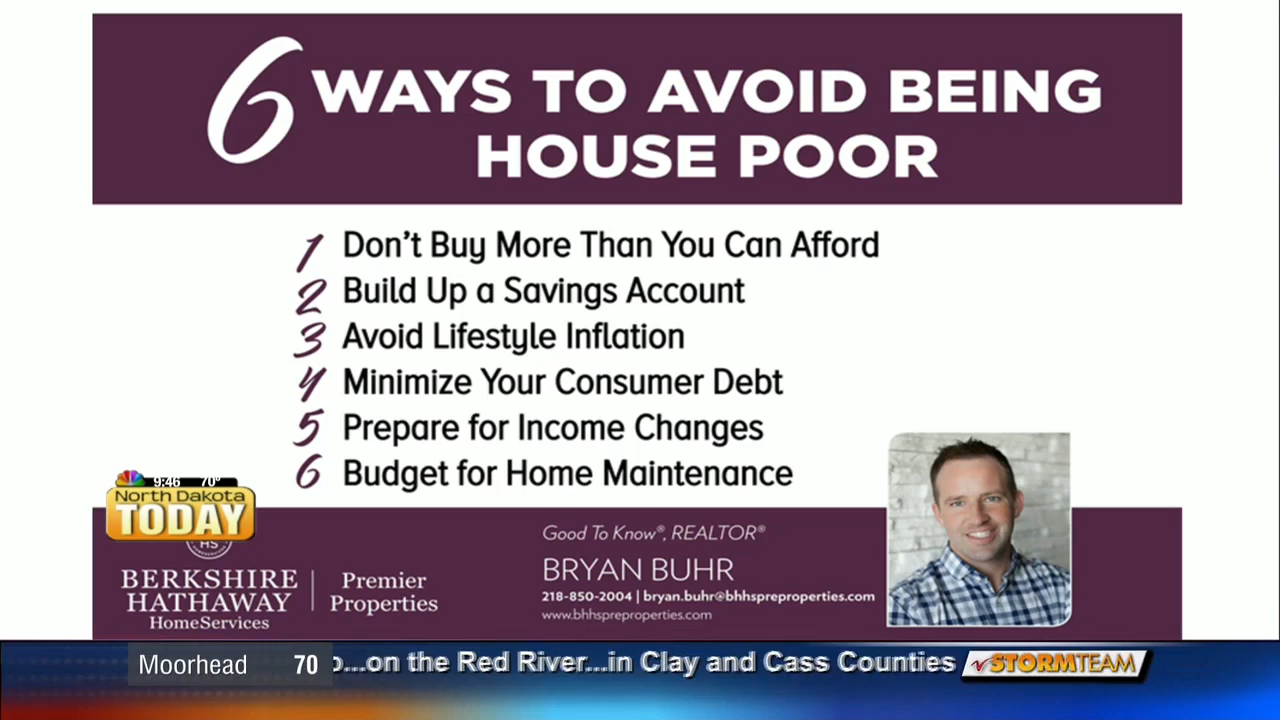 6 WAYS TO AVOID BEING
HOUSE POOR
1 Don't Buy More Than You Can Afford
2 Build Up a Savings Account
3 Avoid Lifestyle Inflation
4 Minimize Your Consumer Debt
5 Prepare for Income Changes
6 Budget for Home Maintenance
9:46 70°
North Dakota
TODAY
HS
BERKSHIRE
HATHAWAY
HomeServices
Premier
Properties
Good To Know®, REALTOR®
BRYAN BUHR
218-850-2004 | bryan.buhr@bhhspreproperties.com
www.bhhspreproperties.com
Moorhead 70 o...on the Red River...in Clay and Cass Counties STORMTEAM